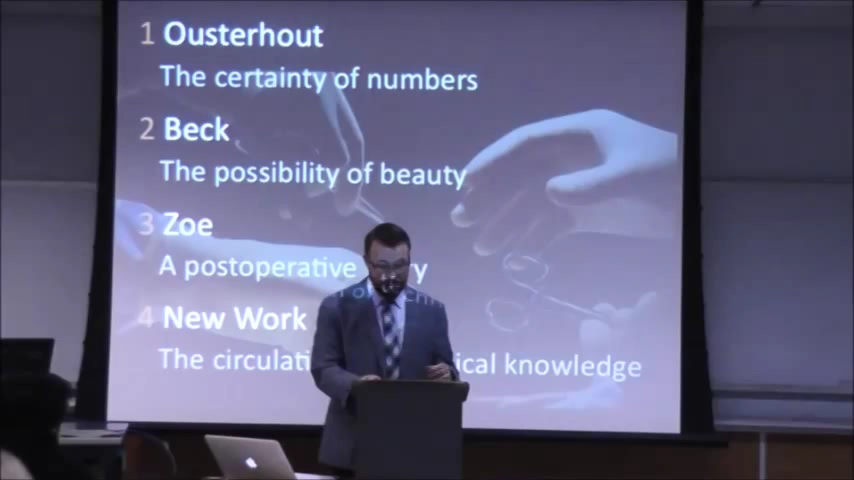 1 Ousterhout
The certainty of numbers
2 Beck
The possibility of beauty
3 Zoe
A postoperative
4 New Work
The ical knowledge